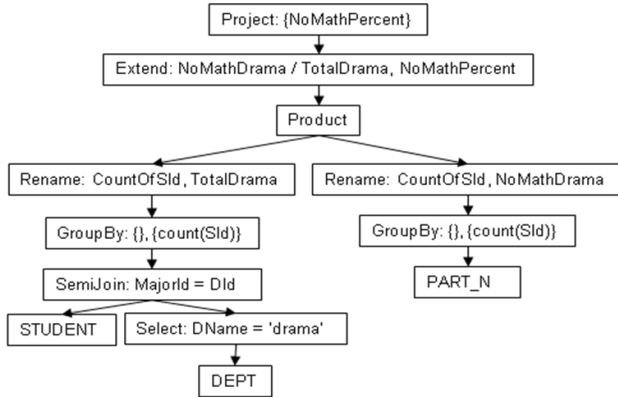 Project: {NoMathPercent}
Extend: NoMathDrama / TotalDrama, NoMathPercent
Product
Rename: CountOfSId, TotalDrama
Rename: CountOfSId, NoMathDrama
GroupBy: {}, {count(SId)}
GroupBy: {}, {count(SId)}
SemiJoin: MajorId = DId
PART_N
STUDENT
Select: DName = 'drama'
DEPT